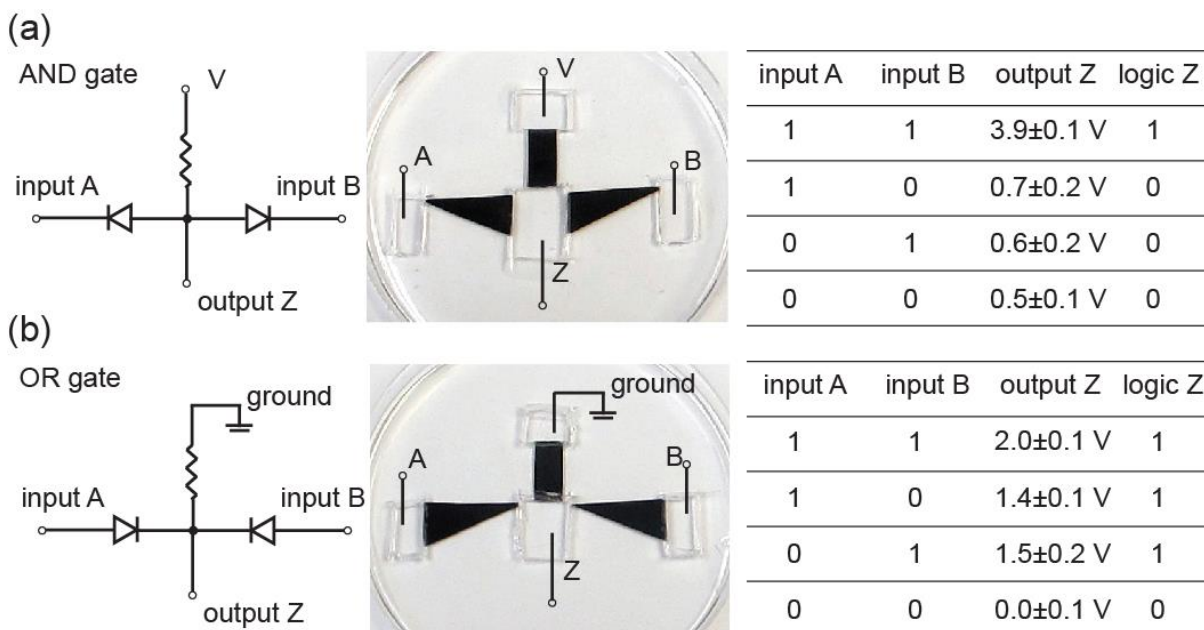 (a)
AND gate
V
input A
input B
output Z
V
A
B
Z
input A input B output Z logic Z
1 1 3.9±0.1 V 1
1 0 0.7±0.2 V 0
0 1 0.6±0.2 V 0
0 0 0.5±0.1 V 0
(b)
OR gate
ground
input A
input B
output Z
ground
A
B
Z
input A input B output Z logic Z
1 1 2.0±0.1 V 1
1 0 1.4±0.1 V 1
0 1 1.5±0.2 V 1
0 0 0.0±0.1 V 0